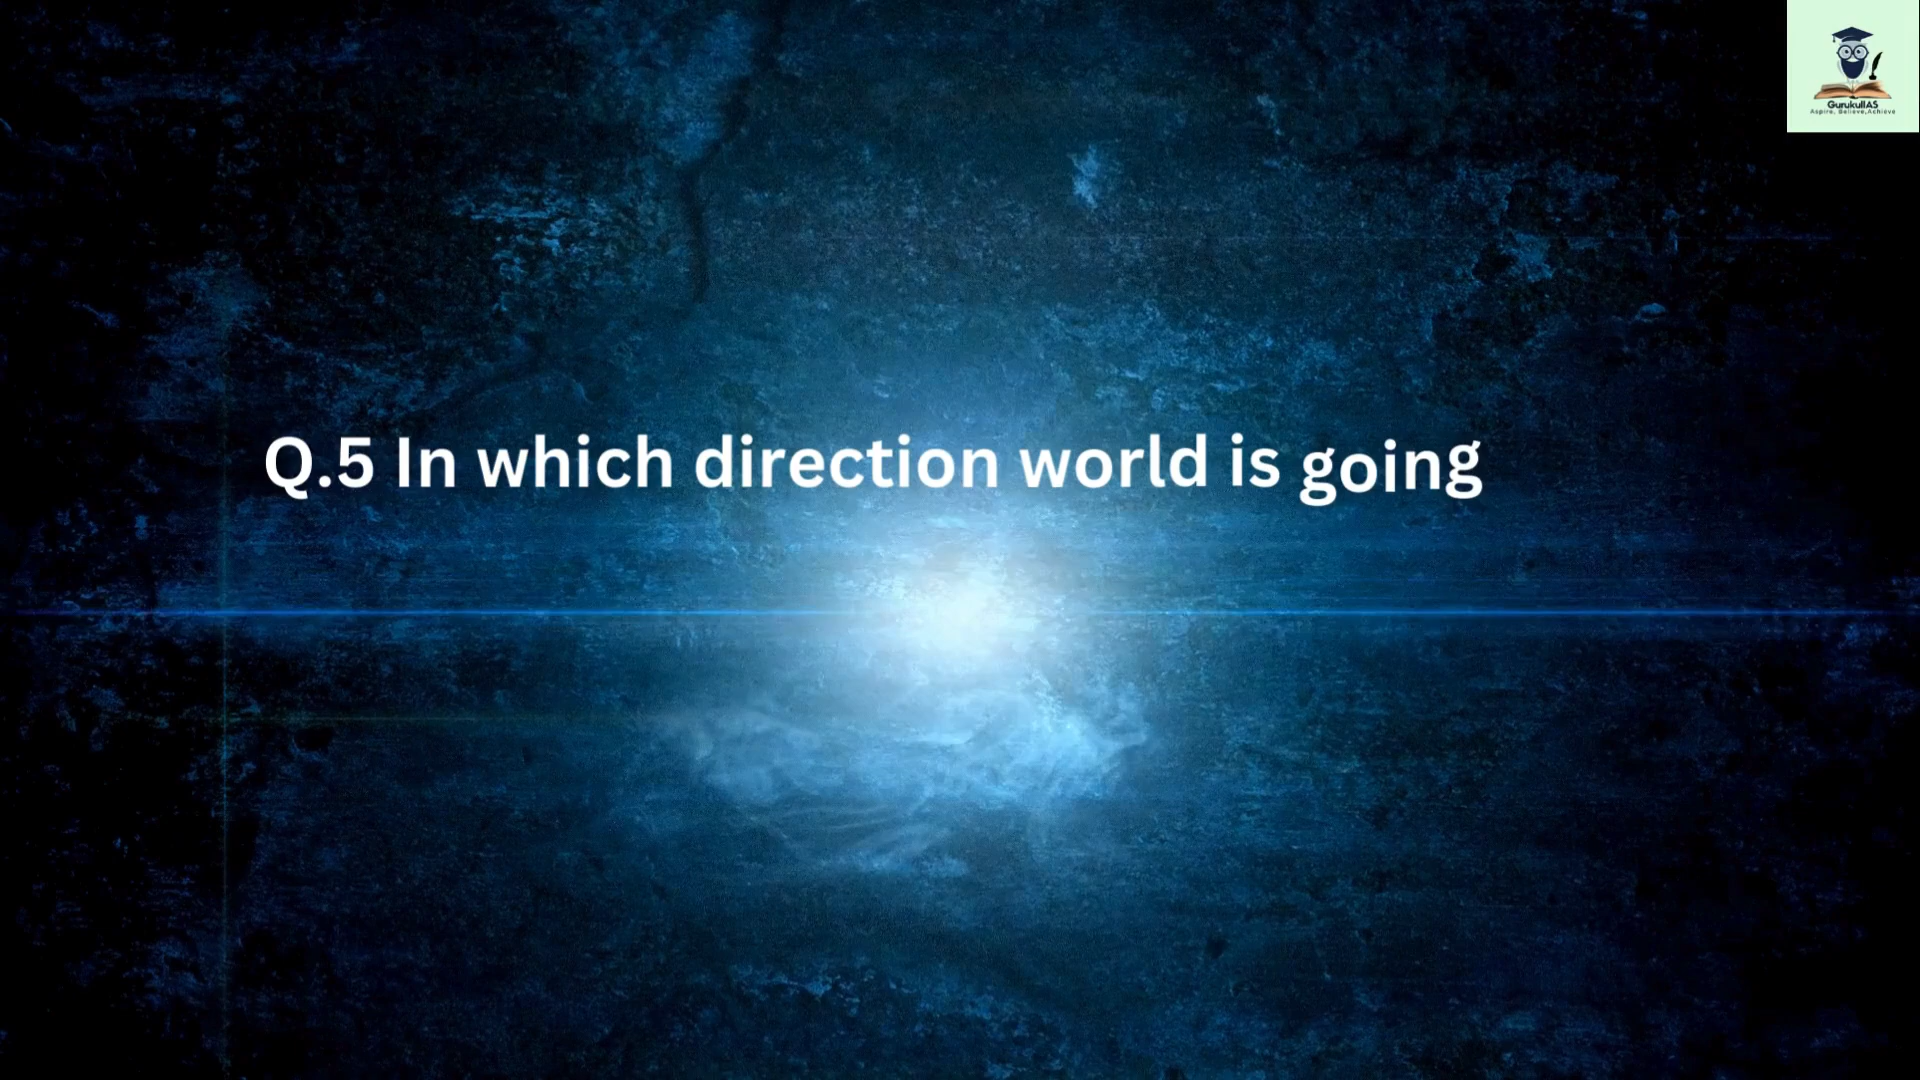 GurukulIAS
Aspire, Believe,Achieve
Q.5 In which direction world is going